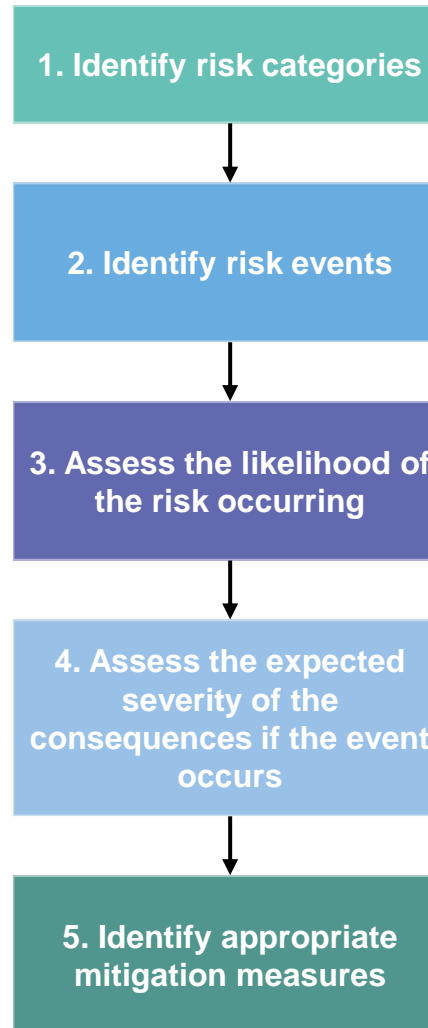 1. Identify risk categories
2. Identify risk events
3. Assess the likelihood of
the risk occurring
4. Assess the expected
severity of the
consequences if the event
occurs
5. Identify appropriate
mitigation measures